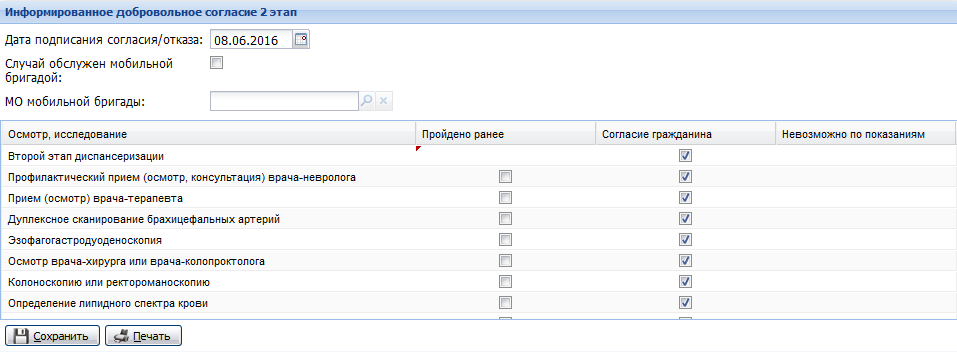 Информированное добровольное согласие 2 этап
Дата подписания согласия/отказа: 08.06.2016
Случай обслужен мобильной
бригадой:
МО мобильной бригады:
Осмотр, исследование Пройдено ранее Согласие гражданина Невозможно по показаниям
Второй этап диспансеризации
Профилактический прием (осмотр, консультация) врача-невролога
Прием (осмотр) врача-терапевта
Дуплексное сканирование брахицефальных артерий
Эзофагогастродуоденоскопия
Осмотр врача-хирурга или врача-колопроктолога
Колоноскопию или ректороманоскопию
Определение липидного спектра крови
Сохранить Печать